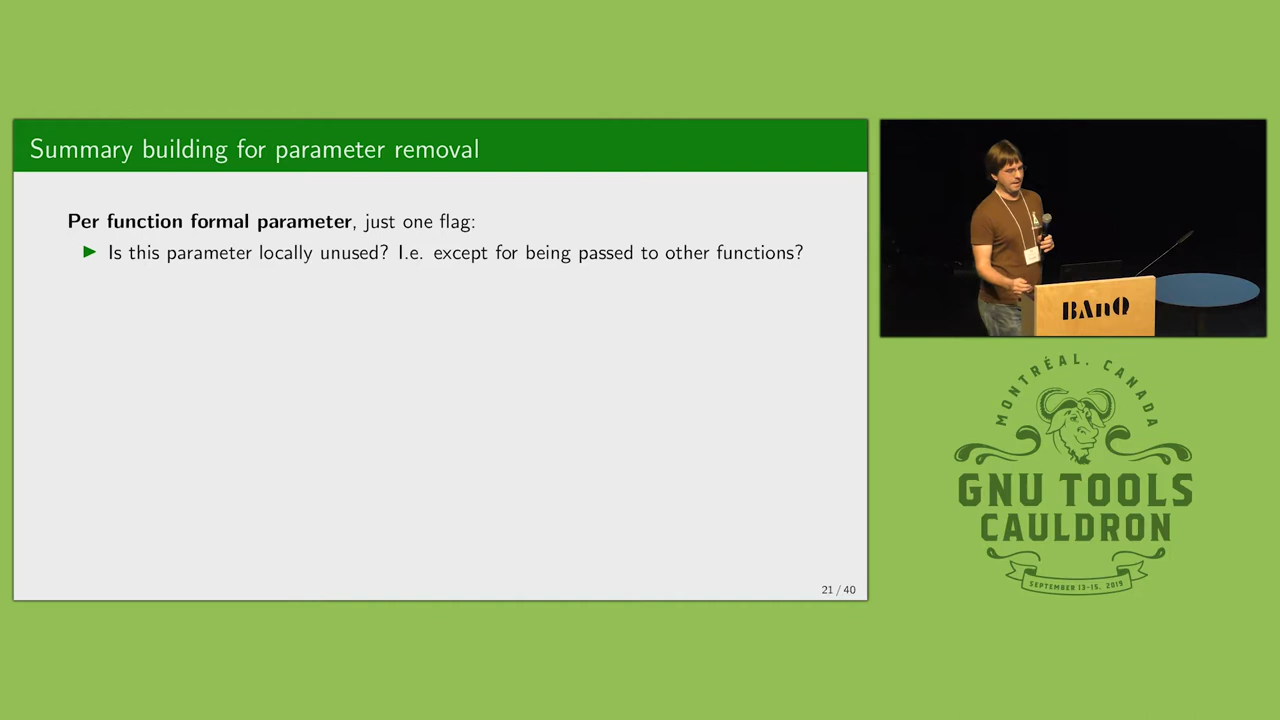 Summary building for parameter removal
Per function formal parameter, just one flag:
Is this parameter locally unused? I.e. except for being passed to other functions?
21 / 40
BAnQ
MONTRÉAL, CANADA
GNU TOOLS
CAULDRON
SEPTEMBER 13-15, 2019